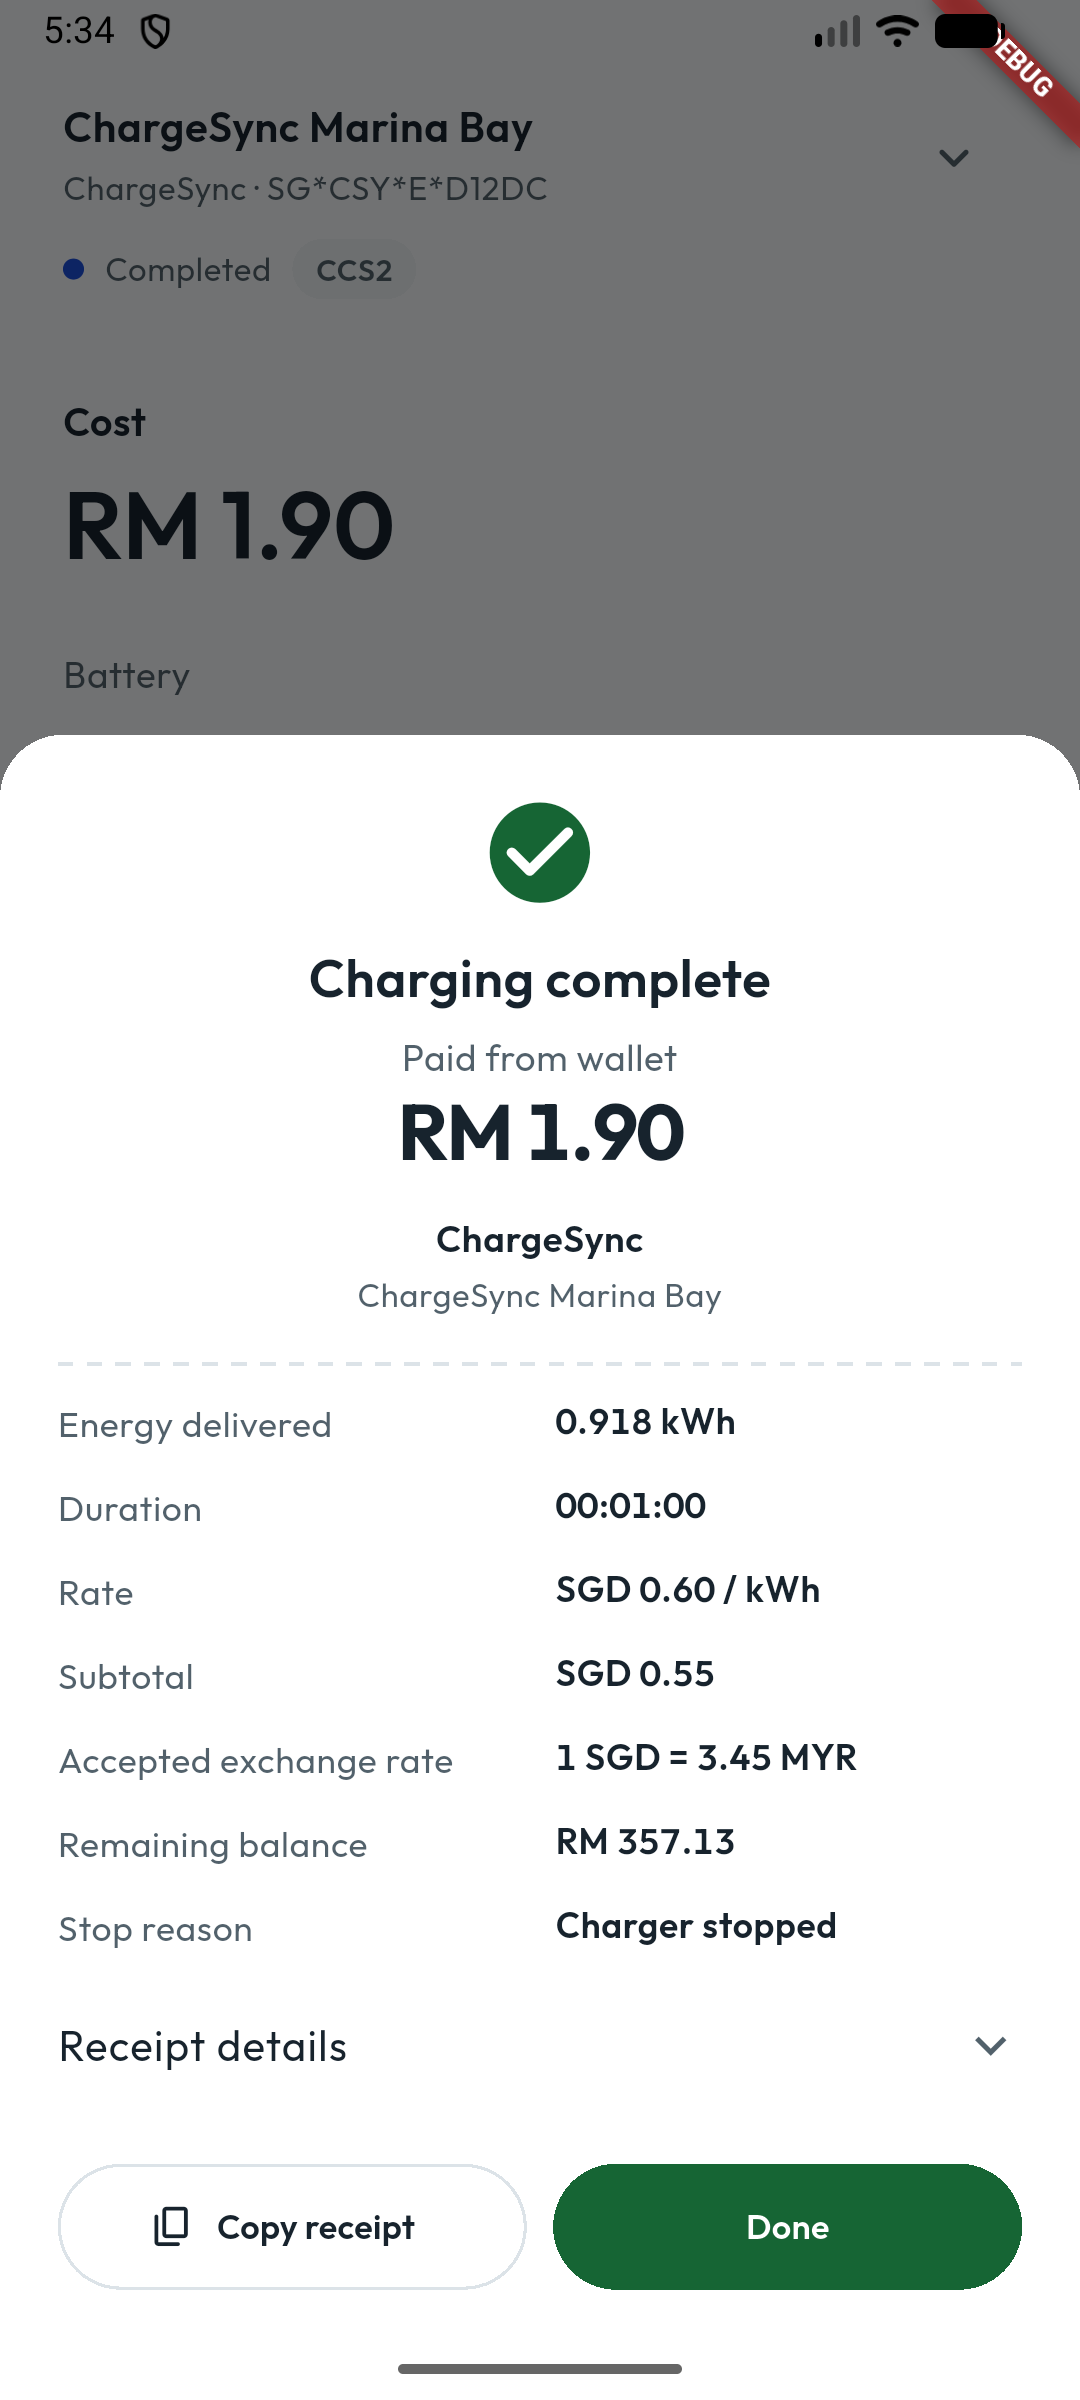 5:34
EBUG
ChargeSync Marina Bay
ChargeSync · SG*CSY*E*D12DC
Completed
CCS2
Cost
RM 1.90
Battery
Charging complete
Paid from wallet
RM 1.90
ChargeSync
ChargeSync Marina Bay
Energy delivered 0.918 kWh
Duration 00:01:00
Rate SGD 0.60 / kWh
Subtotal SGD 0.55
Accepted exchange rate 1 SGD = 3.45 MYR
Remaining balance RM 357.13
Stop reason Charger stopped
Receipt details
Copy receipt Done